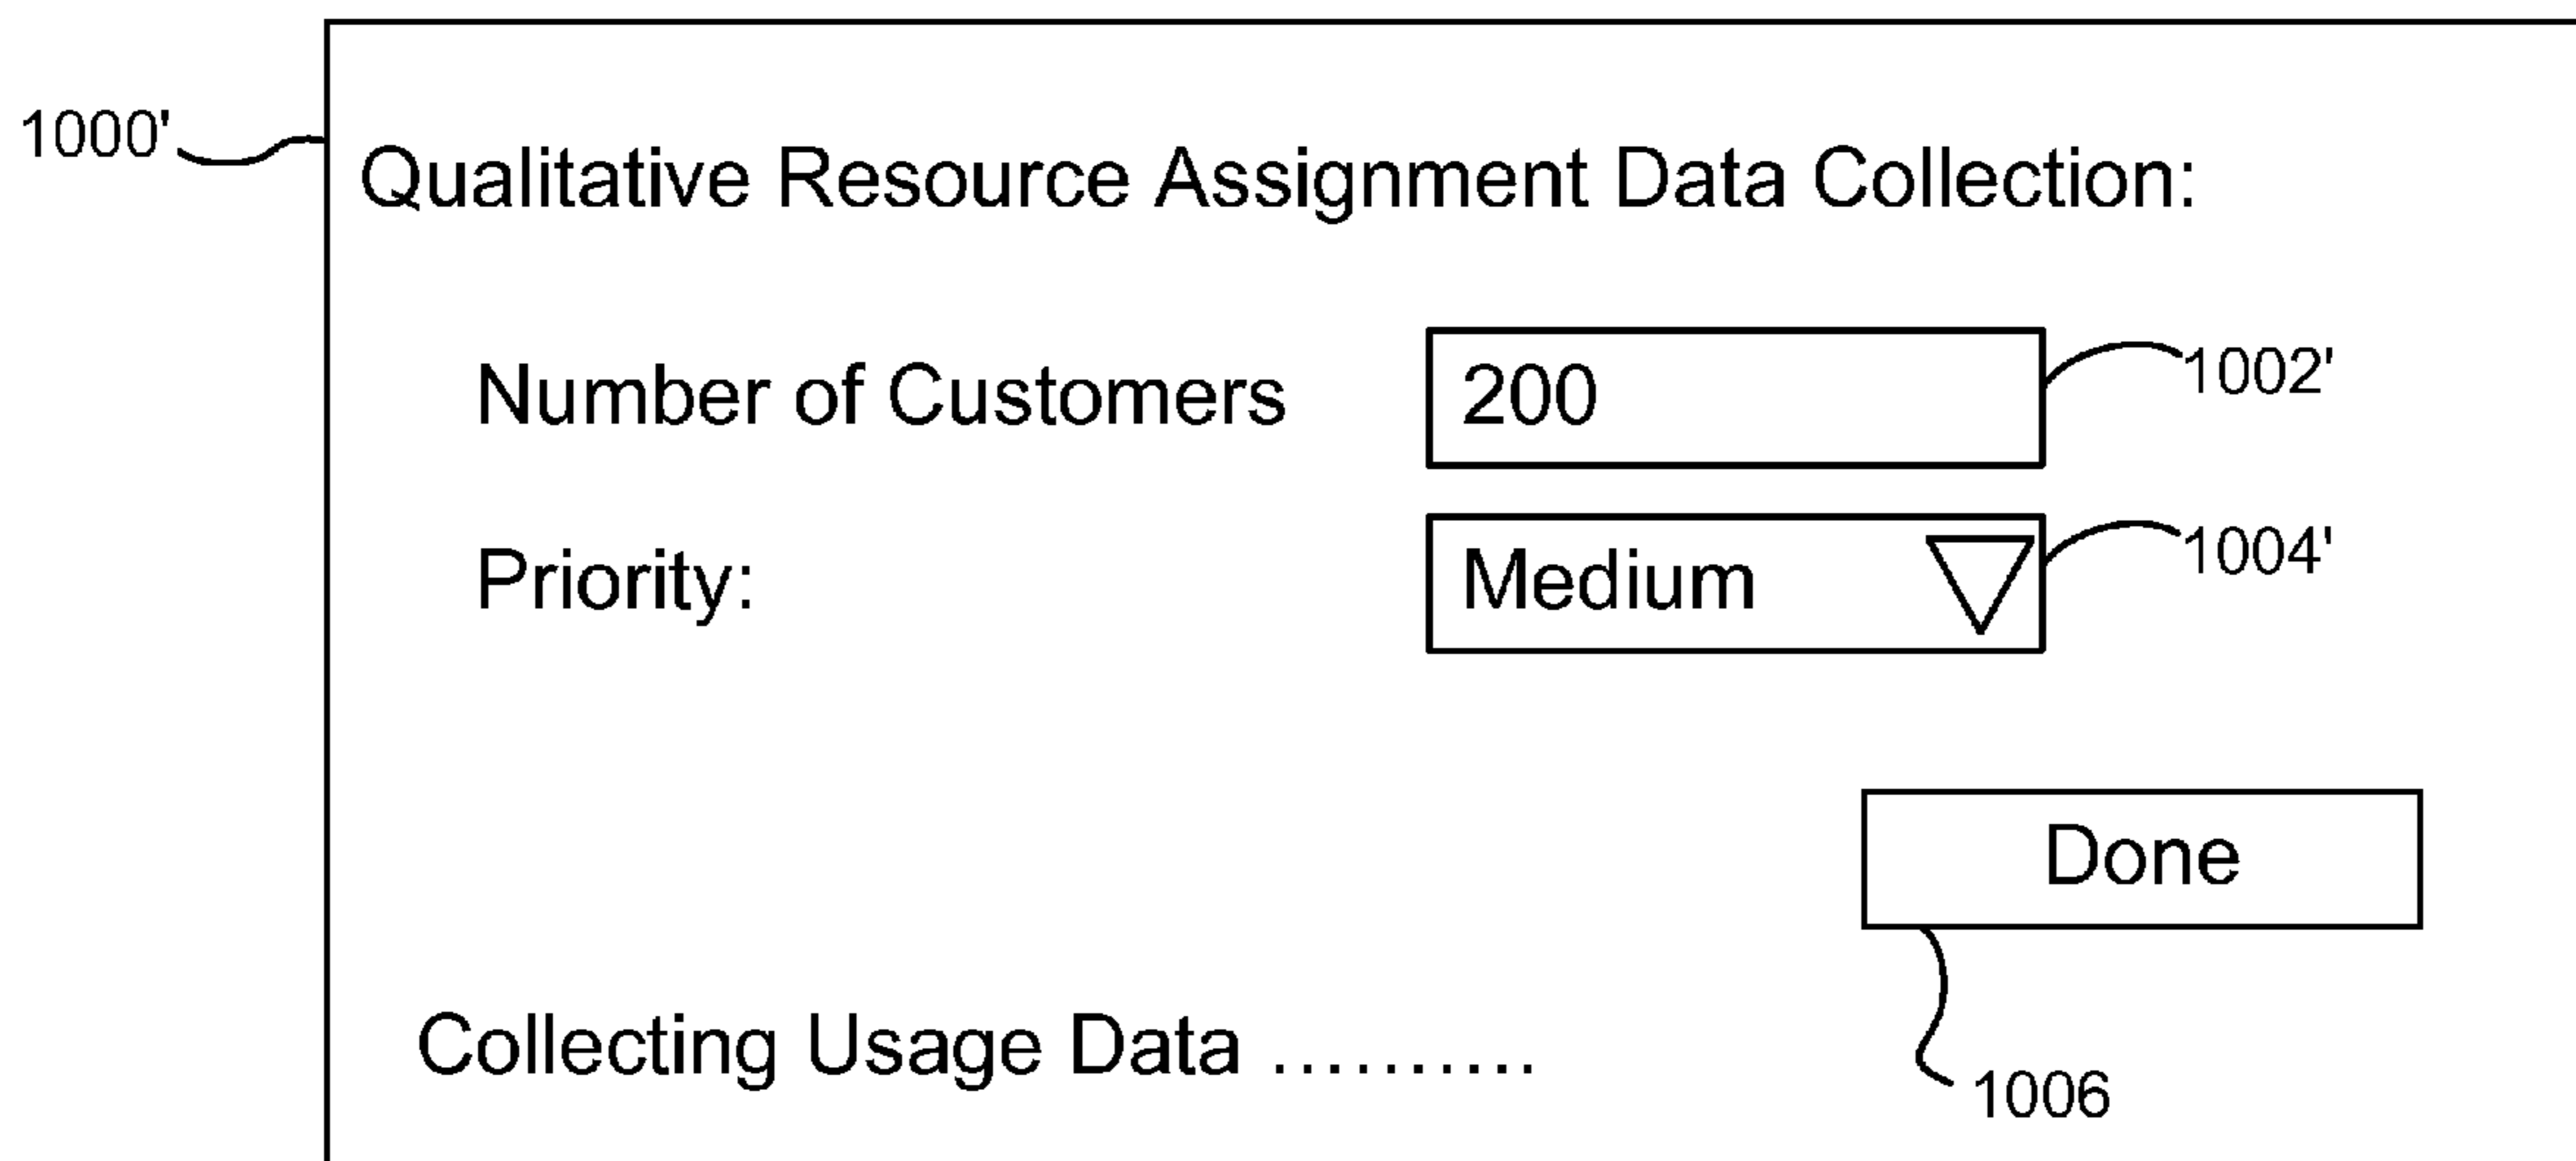 1000'
Qualitative Resource Assignment Data Collection:
Number of Customers 200 1002'
Priority: Medium 1004'
Done
Collecting Usage Data ..........
1006